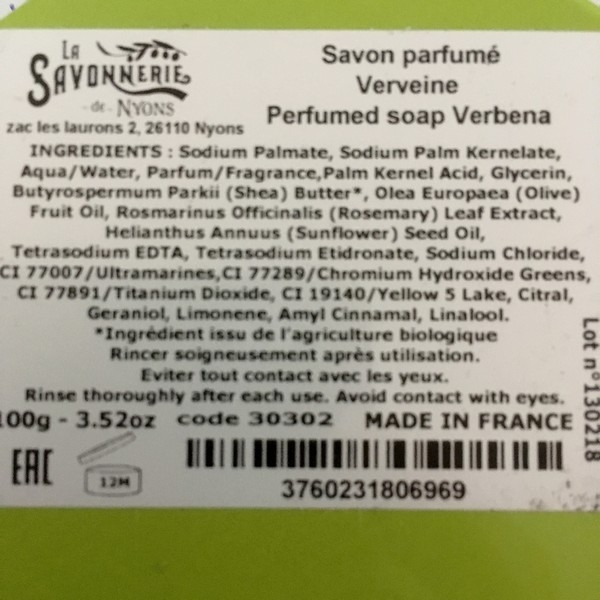 LA
SAVONNERIE
de NYONS
zac les laurons 2, 26110 Nyons
Savon parfumé
Verveine
Perfumed soap Verbena
INGREDIENTS : Sodium Palmate, Sodium Palm Kernelate,
Aqua/Water, Parfum/Fragrance,Palm Kernel Acid, Glycerin,
Butyrospermum Parkii (Shea) Butter*, Olea Europaea (Olive)
Fruit Oil, Rosmarinus Officinalis (Rosemary) Leaf Extract,
Helianthus Annuus (Sunflower) Seed Oil,
Tetrasodium EDTA, Tetrasodium Etidronate, Sodium Chloride,
CI 77007/Ultramarines,CI 77289/Chromium Hydroxide Greens,
CI 77891/Titanium Dioxide, CI 19140/Yellow 5 Lake, Citral,
Geraniol, Limonene, Amyl Cinnamal, Linalool.
*Ingrédient issu de l'agriculture biologique
Rincer soigneusement après utilisation.
Eviter tout contact avec les yeux.
Rinse thoroughly after each use. Avoid contact with eyes.
100g - 3.52oz code 30302 MADE IN FRANCE
EAC
12M
3760231806969
Lot n°130218